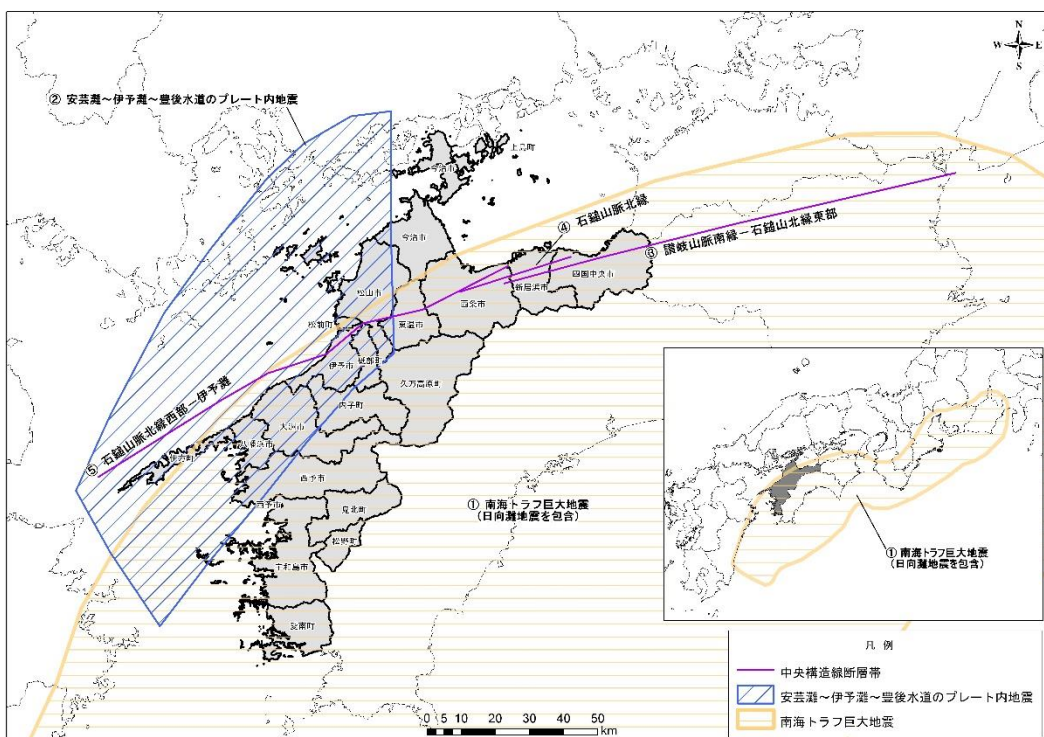 N
W E
S
② 安芸灘～伊予灘～豊後水道のプレート内地震
上島町
今治市
④ 石鎚山脈北縁
③ 讃岐山脈南縁－石鎚山北縁東部
今治市
四国中央市
新居浜市
西条市
松山市
東温市
松前町
砥部町
伊予市
久万高原町
内子町
大洲市
八幡浜市
伊方町
⑤ 石鎚山脈北縁西部－伊予灘
西予市
西予市
鬼北町
松野町
宇和島市
愛南町
① 南海トラフ巨大地震
（日向灘地震を包含）
① 南海トラフ巨大地震
（日向灘地震を包含）
凡 例
中央構造線断層帯
安芸灘～伊予灘～豊後水道のプレート内地震
南海トラフ巨大地震
0 5 10 20 30 40 50
km